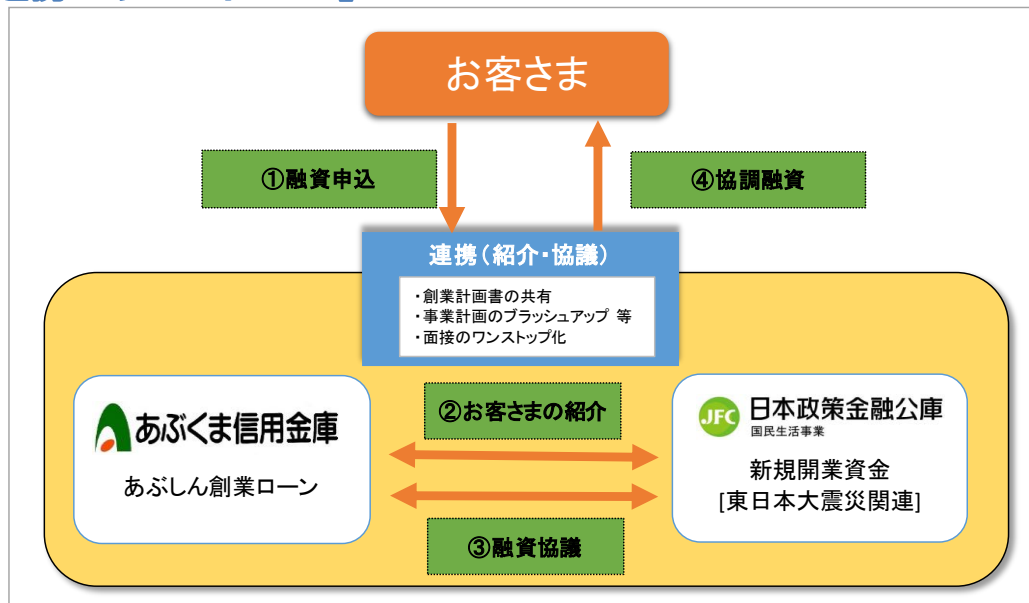 お客さま
①融資申込
④協調融資
連携(紹介・協議)
・創業計画書の共有
・事業計画のブラッシュアップ 等
・面接のワンストップ化
②お客さまの紹介
あぶくま信用金庫
あぶしん創業ローン
JFC 日本政策金融公庫
国民生活事業
新規開業資金
[東日本大震災関連]
③融資協議